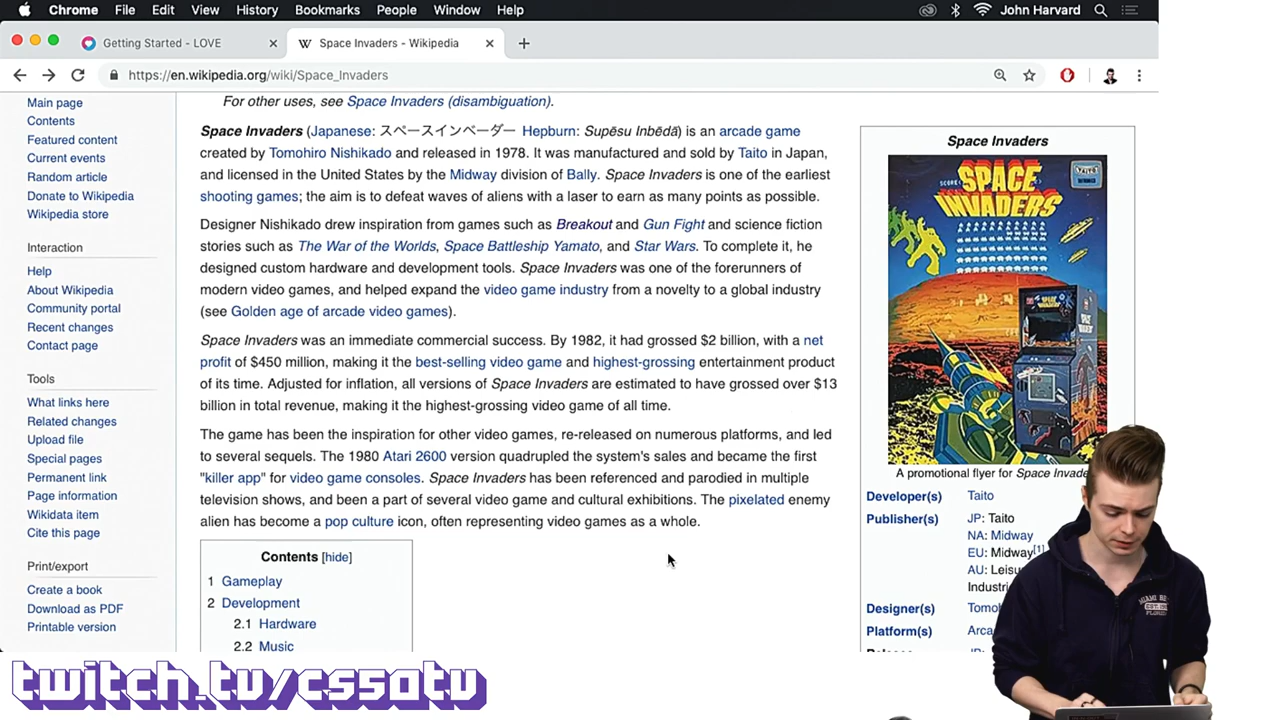 Chrome File Edit View History Bookmarks People Window Help John Harvard
Getting Started - LOVE
Space Invaders - Wikipedia
https://en.wikipedia.org/wiki/Space_Invaders
Main page
Contents
Featured content
Current events
Random article
Donate to Wikipedia
Wikipedia store
Interaction
Help
About Wikipedia
Community portal
Recent changes
Contact page
Tools
What links here
Related changes
Upload file
Special pages
Permanent link
Page information
Wikidata item
Cite this page
Print/export
Create a book
Download as PDF
Printable version
For other uses, see Space Invaders (disambiguation).
Space Invaders (Japanese: スペースインベーダー Hepburn: Supēsu Inbēdā) is an arcade game
created by Tomohiro Nishikado and released in 1978. It was manufactured and sold by Taito in Japan,
and licensed in the United States by the Midway division of Bally. Space Invaders is one of the earliest
shooting games; the aim is to defeat waves of aliens with a laser to earn as many points as possible.
Designer Nishikado drew inspiration from games such as Breakout and Gun Fight and science fiction
stories such as The War of the Worlds, Space Battleship Yamato, and Star Wars. To complete it, he
designed custom hardware and development tools. Space Invaders was one of the forerunners of
modern video games, and helped expand the video game industry from a novelty to a global industry
(see Golden age of arcade video games).
Space Invaders was an immediate commercial success. By 1982, it had grossed $2 billion, with a net
profit of $450 million, making it the best-selling video game and highest-grossing entertainment product
of its time. Adjusted for inflation, all versions of Space Invaders are estimated to have grossed over $13
billion in total revenue, making it the highest-grossing video game of all time.
The game has been the inspiration for other video games, re-released on numerous platforms, and led
to several sequels. The 1980 Atari 2600 version quadrupled the system's sales and became the first
"killer app" for video game consoles. Space Invaders has been referenced and parodied in multiple
television shows, and been a part of several video game and cultural exhibitions. The pixelated enemy
alien has become a pop culture icon, often representing video games as a whole.
Contents [hide]
1 Gameplay
2 Development
2.1 Hardware
2.2 Music
Space Invaders
SPACE
INVADERS
A promotional flyer for Space
Developer(s) Taito
Publisher(s) JP: Taito
NA: Midway
EU: Midway[1]
AU:
Designer(s)
Platform(s)
MIAMI
twitch.tv/cs50tv